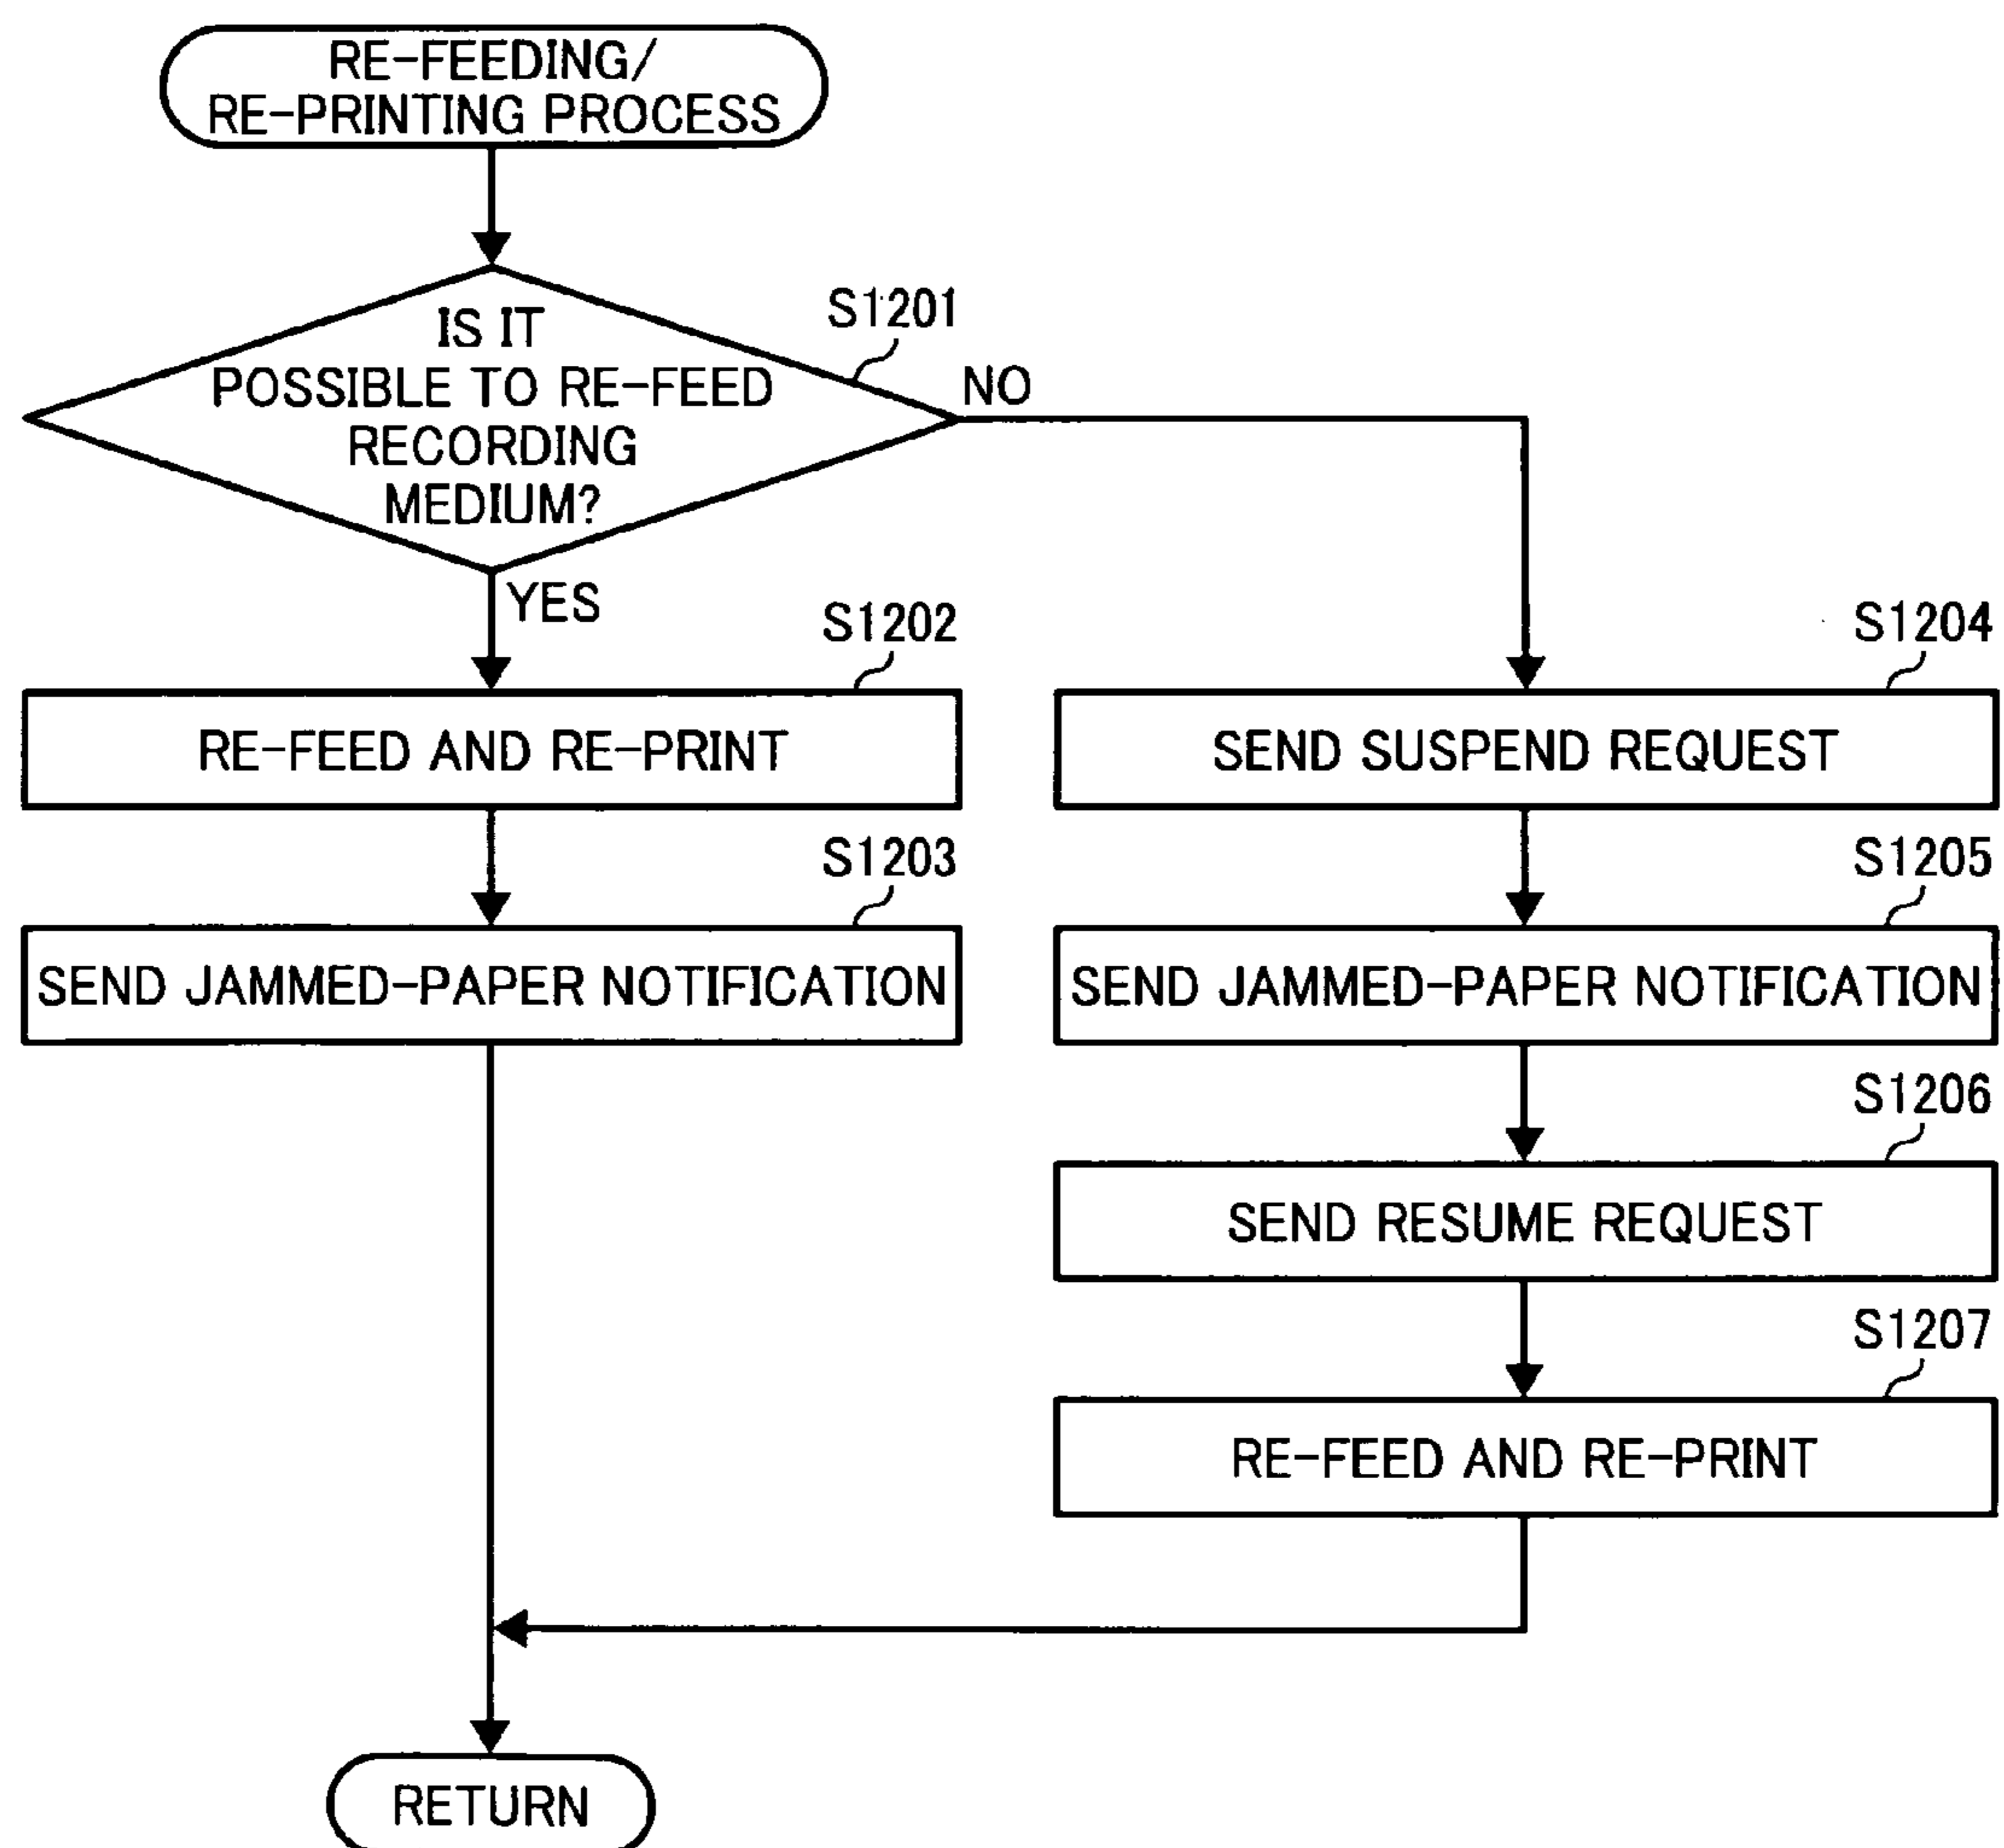 RE-FEEDING/
RE-PRINTING PROCESS
S1201
IS IT
POSSIBLE TO RE-FEED
RECORDING
MEDIUM?
NO
YES
S1202
RE-FEED AND RE-PRINT
S1203
SEND JAMMED-PAPER NOTIFICATION
S1204
SEND SUSPEND REQUEST
S1205
SEND JAMMED-PAPER NOTIFICATION
S1206
SEND RESUME REQUEST
S1207
RE-FEED AND RE-PRINT
RETURN